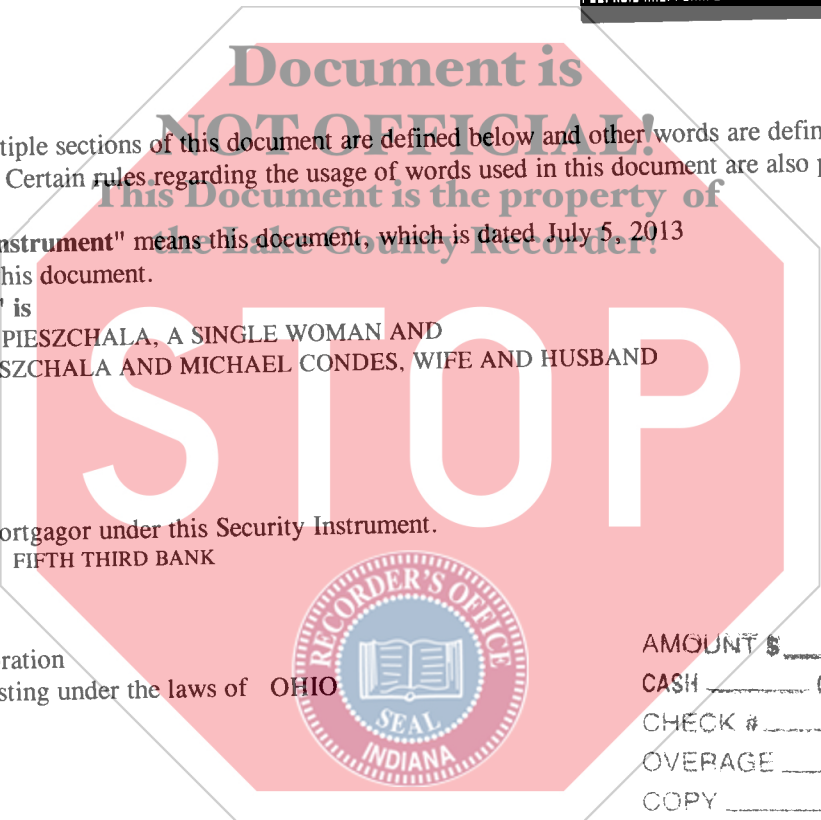 Document is
NOT OFFICIAL!
tiple sections of this document are defined below and other words are defin
Certain rules regarding the usage of words used in this document are also p
This Document is the property of
the Lake County Recorder!
nstrument" means this document, which is dated July 5, 2013
his document.
" is
PIESZCHALA, A SINGLE WOMAN AND
SZCHALA AND MICHAEL CONDES, WIFE AND HUSBAND
STOP
ortgagor under this Security Instrument.
FIFTH THIRD BANK
RECORDER'S OFFICE
SEAL
INDIANA
ration
sting under the laws of OHIO
AMOUNT $
CASH
CHECK #
OVERAGE
COPY